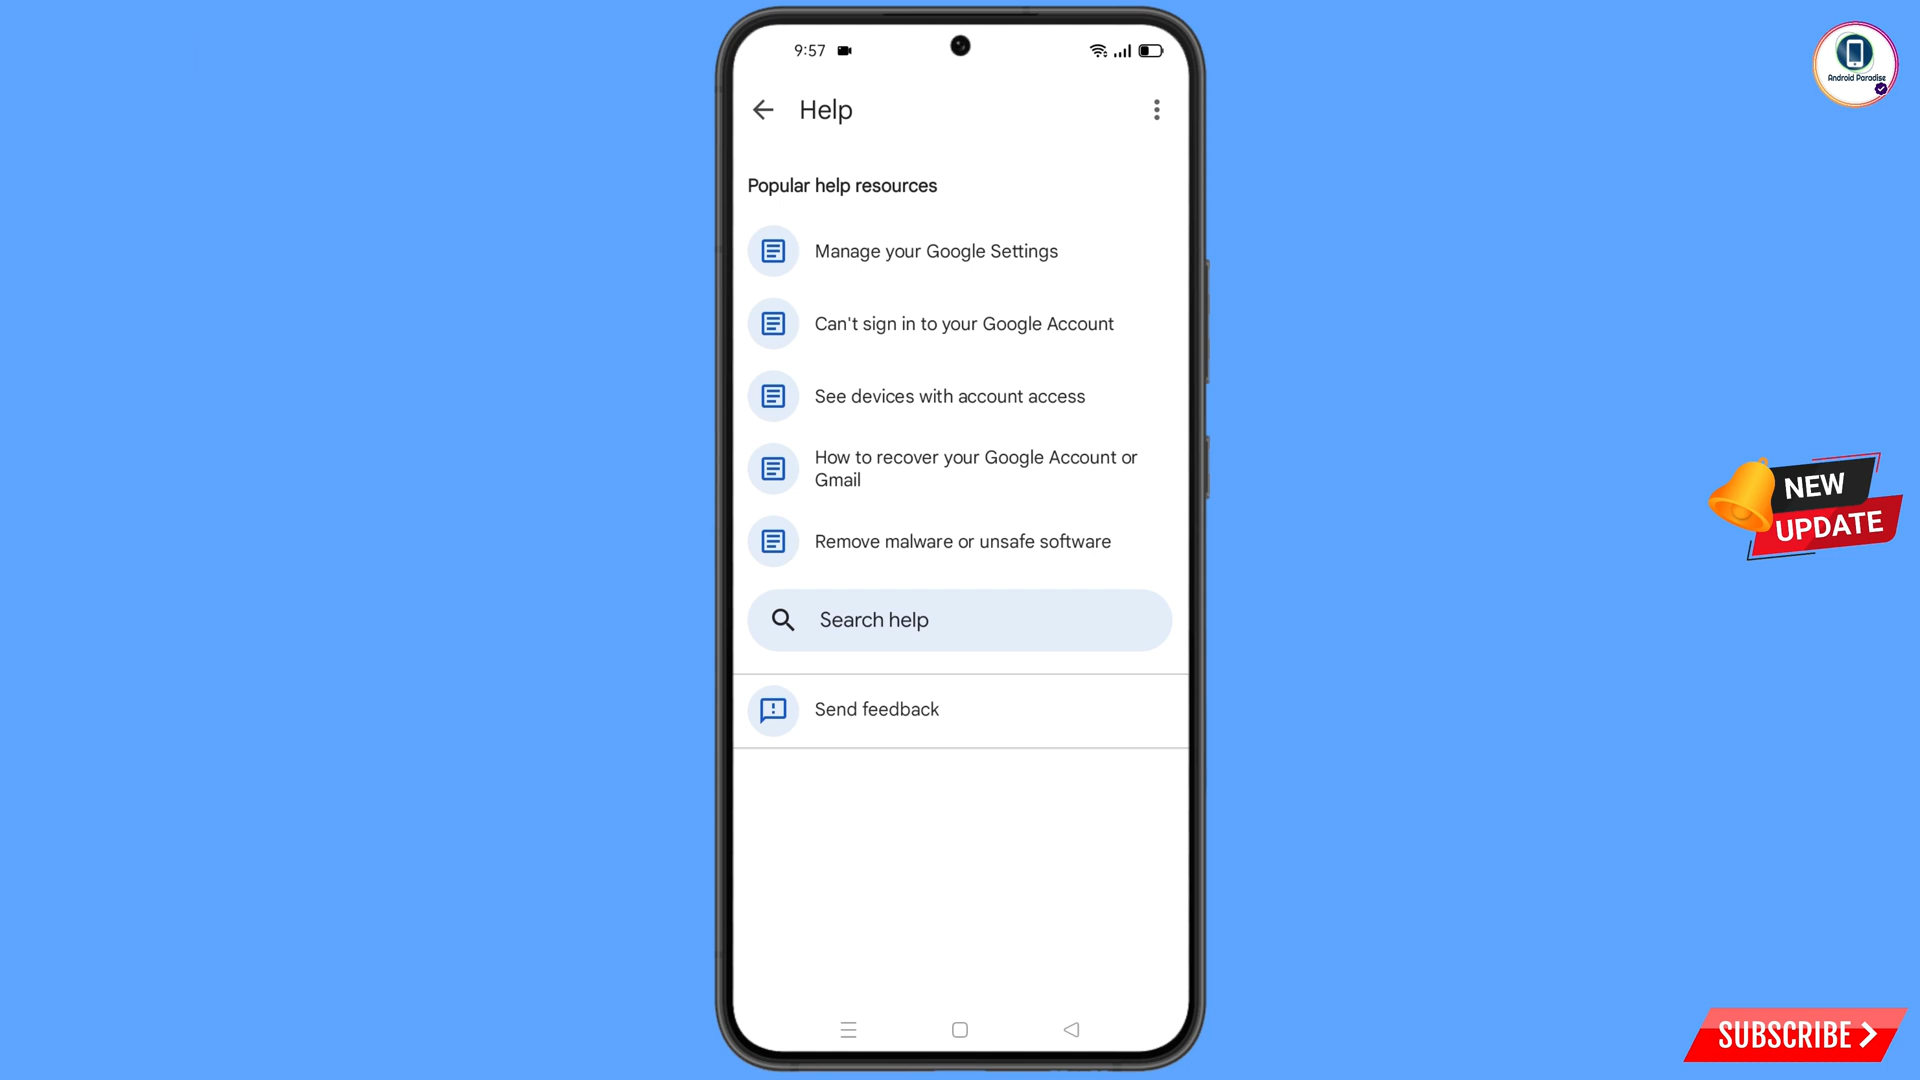 9:57
Help
Popular help resources
Manage your Google Settings
Can't sign in to your Google Account
See devices with account access
How to recover your Google Account or
Gmail
Remove malware or unsafe software
Search help
Send feedback
Android Paradise
NEW
UPDATE
SUBSCRIBE